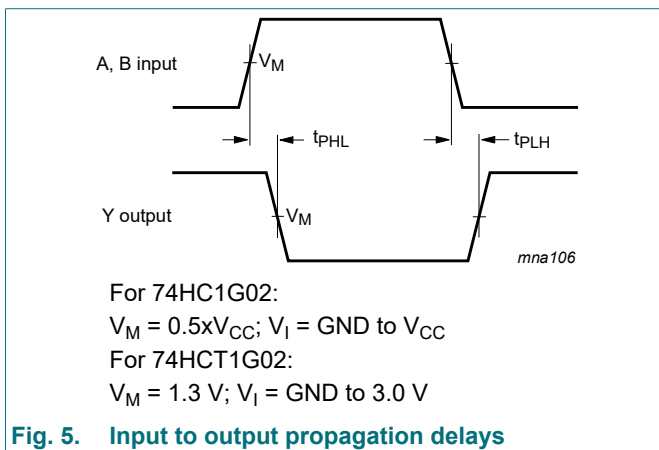 A, B input
VM
tPHL
tPLH
Y output
VM
mna106
For 74HC1G02:
VM = 0.5xVCC; VI = GND to VCC
For 74HCT1G02:
VM = 1.3 V; VI = GND to 3.0 V
Fig. 5. Input to output propagation delays